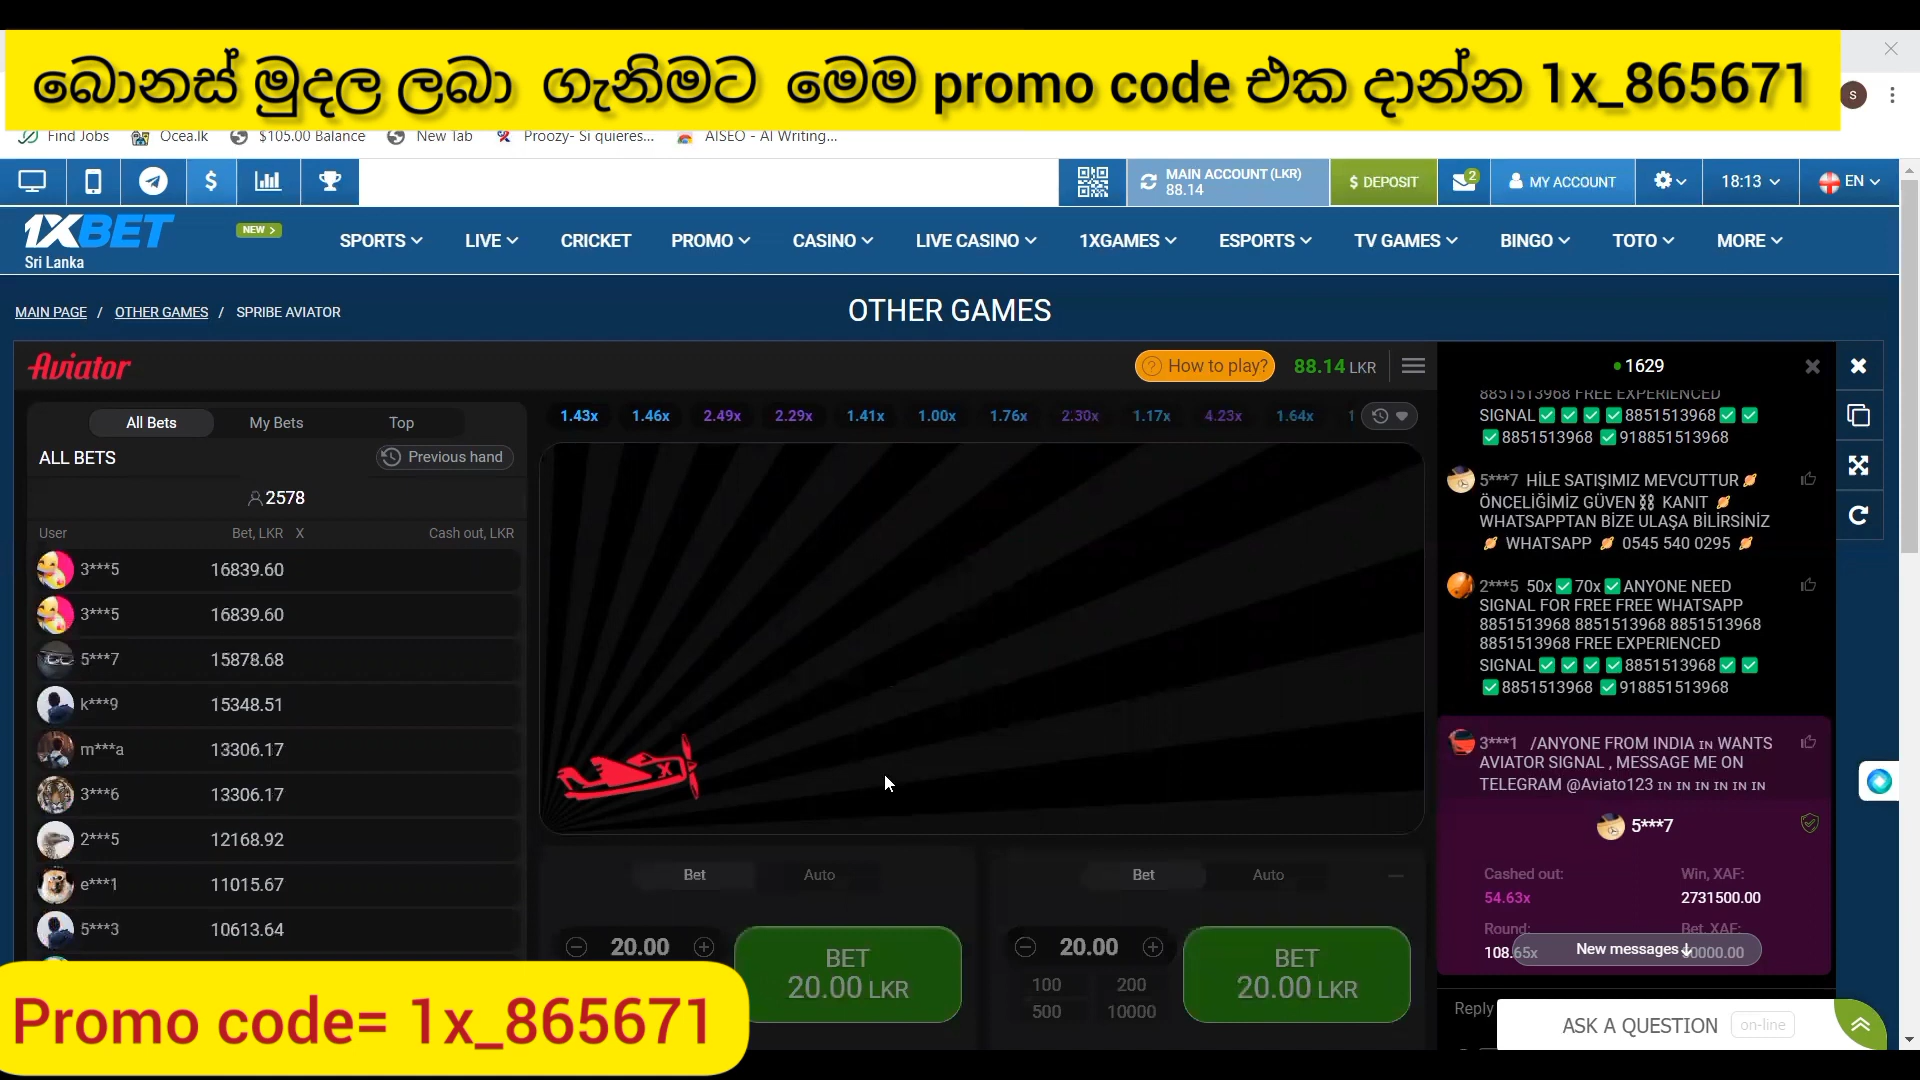 බොනස් මුදල ලබා ගැනිමට මෙම promo code එක දාන්න 1x_865671
S
Find Jobs Ocea.lk $105.00 Balance New Tab Proozy- Si quieres... AISEO - AI Writing...
MAIN ACCOUNT (LKR)
88.14
$ DEPOSIT
2
MY ACCOUNT
18:13
EN
1XBET
Sri Lanka
NEW >
SPORTS LIVE CRICKET PROMO CASINO LIVE CASINO 1XGAMES ESPORTS TV GAMES BINGO TOTO MORE
MAIN PAGE / OTHER GAMES / SPRIBE AVIATOR
OTHER GAMES
Aviator
? How to play?
88.14 LKR
All Bets My Bets Top
ALL BETS
Previous hand
2578
User Bet, LKR X Cash out, LKR
3***5 16839.60
3***5 16839.60
5***7 15878.68
k***9 15348.51
m***a 13306.17
3***6 13306.17
2***5 12168.92
e***1 11015.67
5***3 10613.64
1.43x 1.46x 2.49x 2.29x 1.41x 1.00x 1.76x 2.30x 1.17x 4.23x 1.64x 1
X
Bet Auto
20.00
BET
20.00 LKR
Bet Auto
20.00
100 200
500 10000
BET
20.00 LKR
1629
8851513968 FREE EXPERIENCED
SIGNAL✅✅✅✅8851513968✅✅
✅8851513968 ✅918851513968
5***7 HİLE SATIŞIMIZ MEVCUTTUR🪐
ÖNCELİĞİMİZ GÜVEN⛓ KANIT 🪐
WHATSAPPTAN BİZE ULAŞA BİLİRSİNİZ
🪐 WHATSAPP 🪐 0545 540 0295 🪐
2***5 50x✅70x✅ANYONE NEED
SIGNAL FOR FREE FREE WHATSAPP
8851513968 8851513968 8851513968
8851513968 FREE EXPERIENCED
SIGNAL✅✅✅✅8851513968✅✅
✅8851513968 ✅918851513968
3***1 /ANYONE FROM INDIA IN WANTS
AVIATOR SIGNAL , MESSAGE ME ON
TELEGRAM @Aviato123 IN IN IN IN IN IN
5***7
Cashed out: Win, XAF:
54.63x 2731500.00
Round: Bet, XAF:
108.65x
New messages↓
Reply
ASK A QUESTION on-line
Promo code= 1x_865671